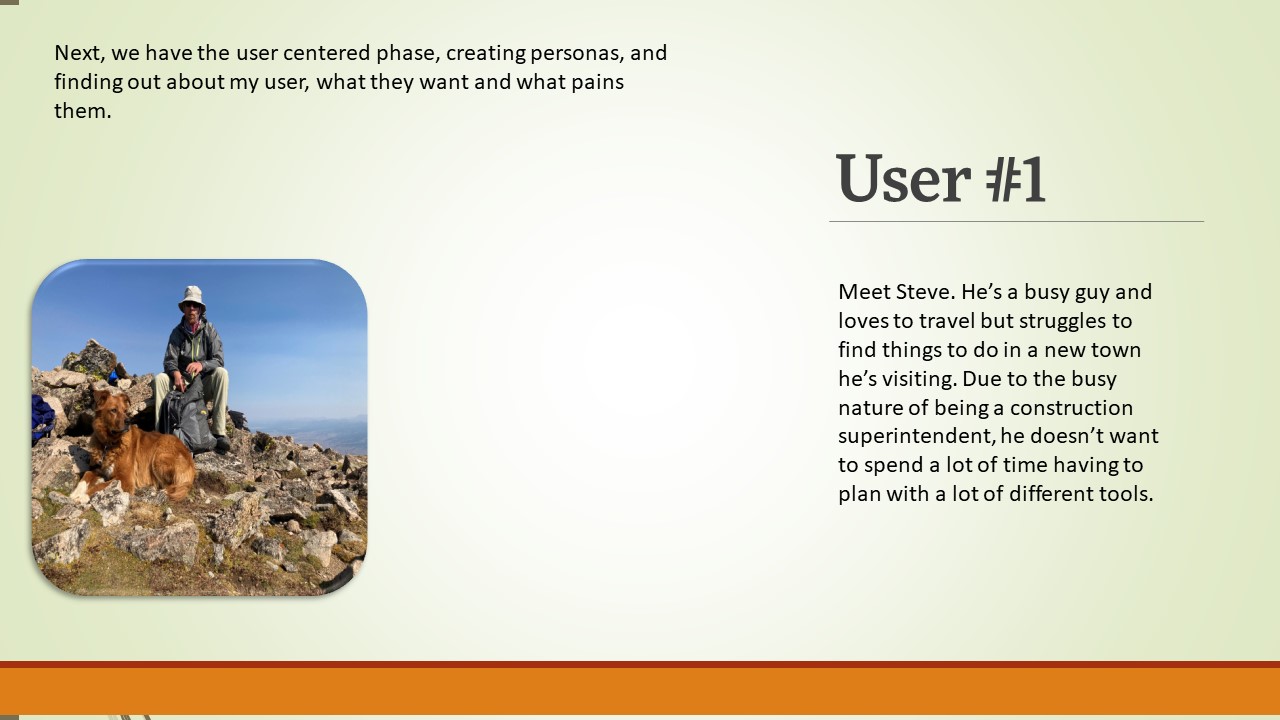 Next, we have the user centered phase, creating personas, and
finding out about my user, what they want and what pains
them.
User #1
Meet Steve. He’s a busy guy and
loves to travel but struggles to
find things to do in a new town
he’s visiting. Due to the busy
nature of being a construction
superintendent, he doesn’t want
to spend a lot of time having to
plan with a lot of different tools.